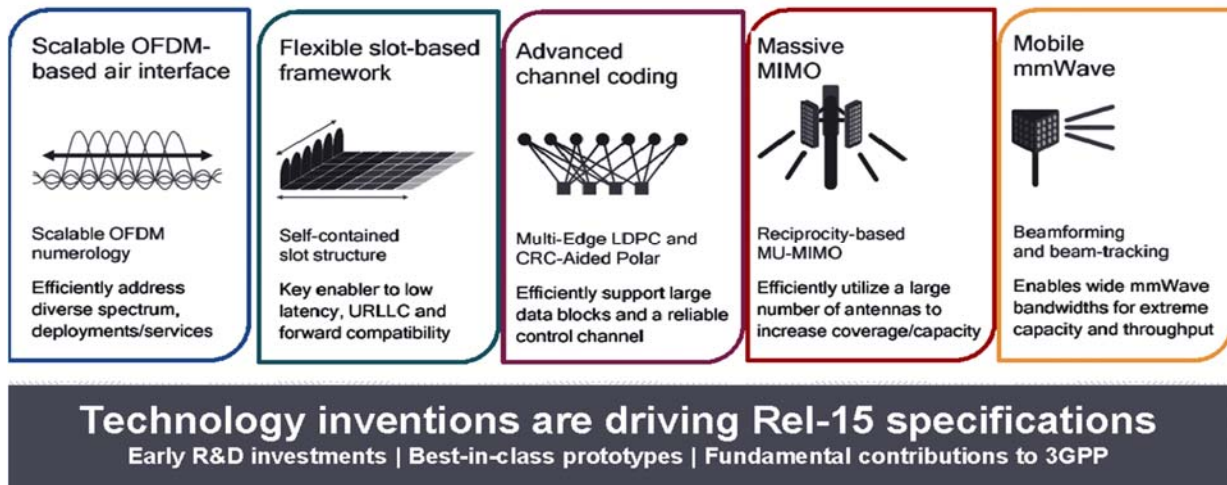 Scalable OFDM-
based air interface
Scalable OFDM
numerology
Efficiently address
diverse spectrum,
deployments/services
Flexible slot-based
framework
Self-contained
slot structure
Key enabler to low
latency, URLLC and
forward compatibility
Advanced
channel coding
Multi-Edge LDPC and
CRC-Aided Polar
Efficiently support large
data blocks and a reliable
control channel
Massive
MIMO
Reciprocity-based
MU-MIMO
Efficiently utilize a large
number of antennas to
increase coverage/capacity
Mobile
mmWave
Beamforming
and beam-tracking
Enables wide mmWave
bandwidths for extreme
capacity and throughput
Technology inventions are driving Rel-15 specifications
Early R&D investments | Best-in-class prototypes | Fundamental contributions to 3GPP